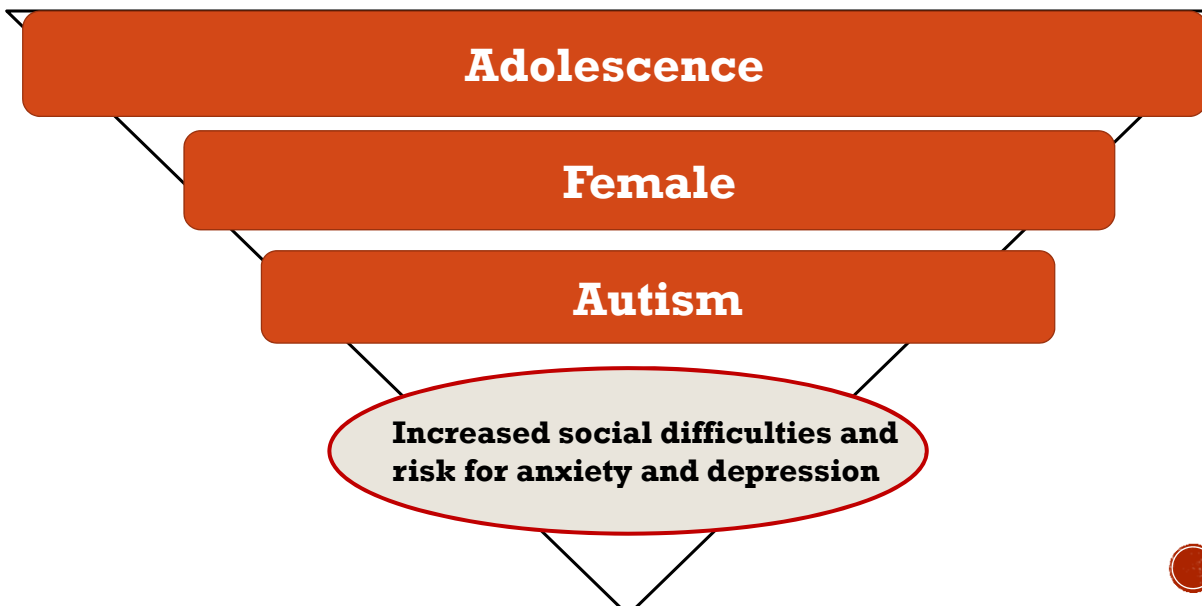 Adolescence
Female
Autism
Increased social difficulties and
risk for anxiety and depression